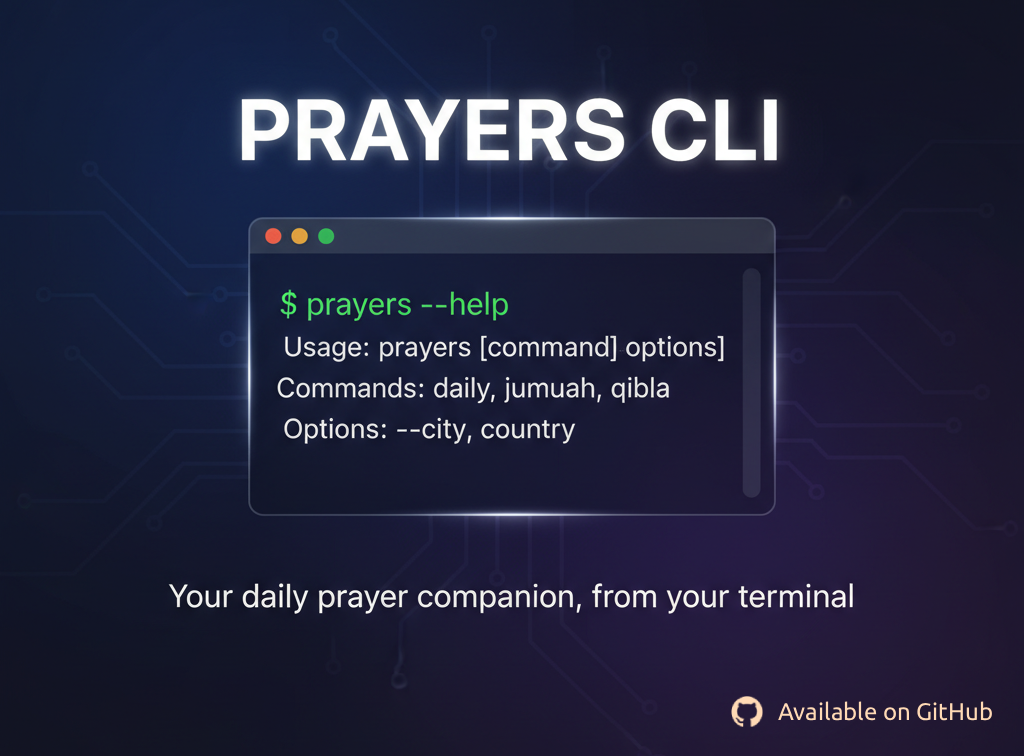 PRAYERS CLI
$ prayers --help
Usage: prayers [command] options]
Commands: daily, jumuah, qibla
Options: --city, country
Your daily prayer companion, from your terminal
Available on GitHub